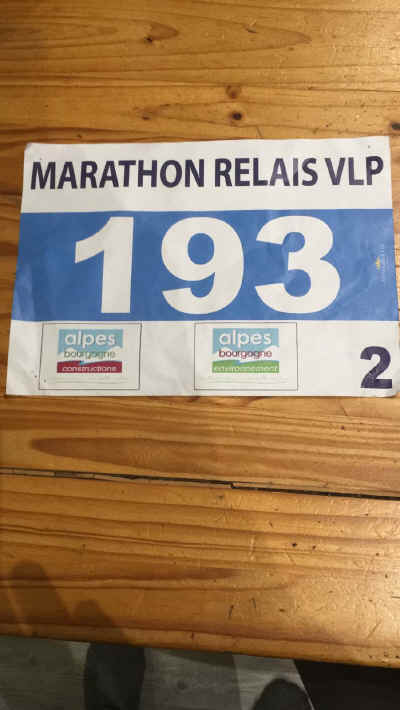 MARATHON RELAIS VLP
193
alpes
bourgogne
constructions
alpes
bourgogne
environnement
2